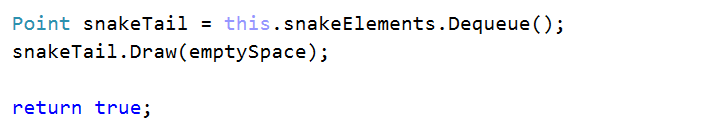 Point snakeTail = this.snakeElements.Dequeue();
snakeTail.Draw(emptySpace);
return true;